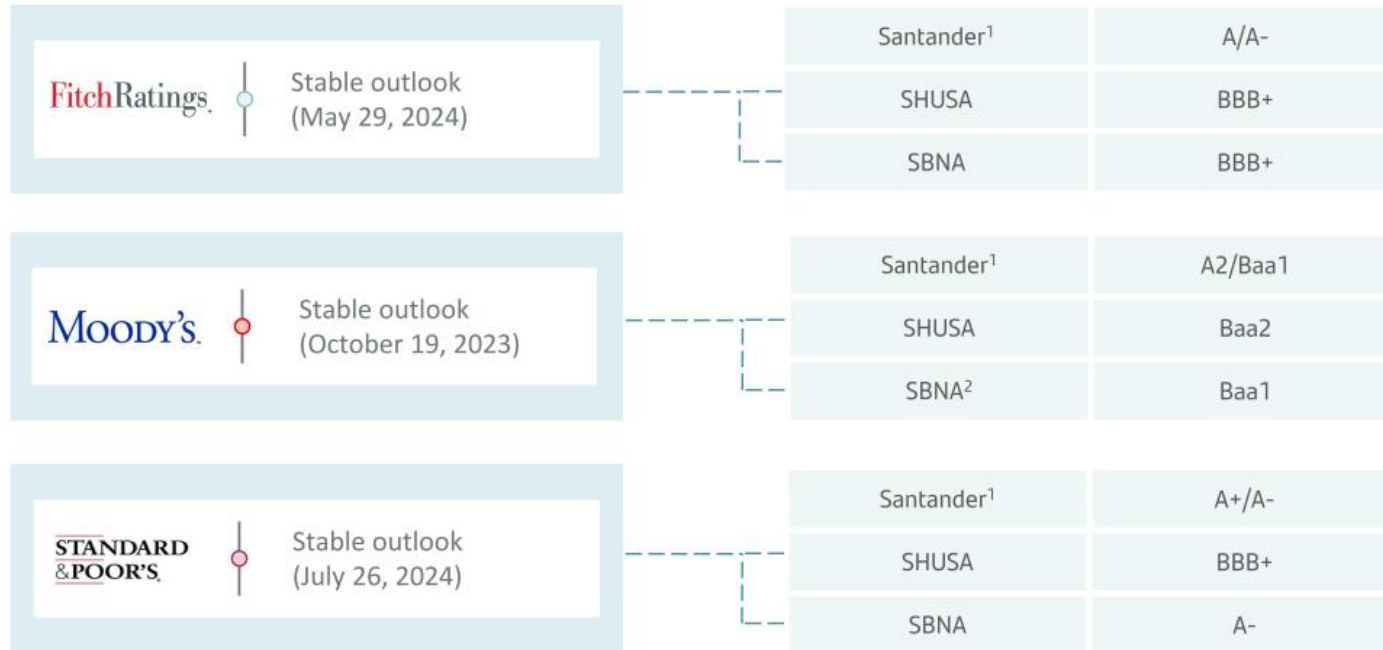 FitchRatings
Stable outlook
(May 29, 2024)
Santander¹ A/A-
SHUSA BBB+
SBNA BBB+
MOODY'S
Stable outlook
(October 19, 2023)
Santander¹ A2/Baa1
SHUSA Baa2
SBNA² Baa1
STANDARD
&POOR'S
Stable outlook
(July 26, 2024)
Santander¹ A+/A-
SHUSA BBB+
SBNA A-